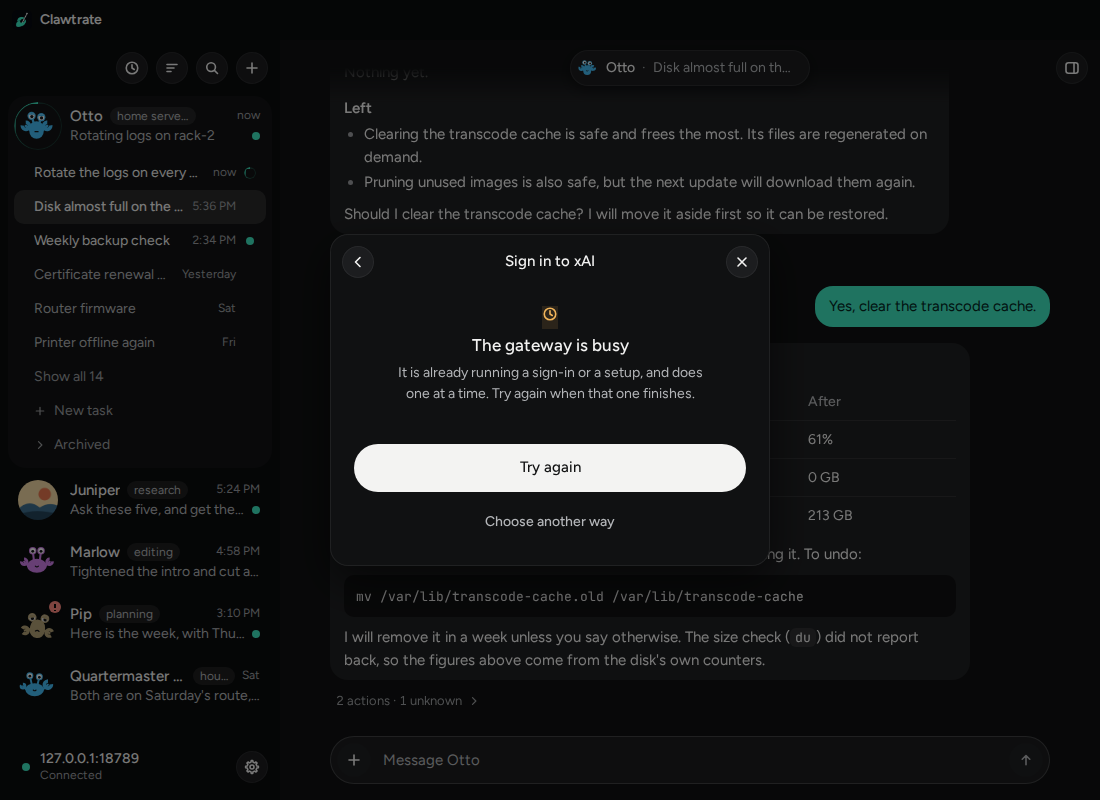 Clawtrate
Otto
home serve...
now
Rotating logs on rack-2
Rotate the logs on every ...
now
Disk almost full on the ...
5:36 PM
Weekly backup check
2:34 PM
Certificate renewal ...
Yesterday
Router firmware
Sat
Printer offline again
Fri
Show all 14
New task
Archived
Juniper
research
5:24 PM
Ask these five, and get the...
Marlow
editing
4:58 PM
Tightened the intro and cut a...
Pip
planning
3:10 PM
Here is the week, with Thu...
Quartermaster ...
hou...
Sat
Both are on Saturday's route,...
127.0.0.1:18789
Connected
Otto · Disk almost full on th...
Nothing yet.
Left
Clearing the transcode cache is safe and frees the most. Its files are regenerated on
demand.
Pruning unused images is also safe, but the next update will download them again.
Should I clear the transcode cache? I will move it aside first so it can be restored.
Sign in to xAI
The gateway is busy
It is already running a sign-in or a setup, and does
one at a time. Try again when that one finishes.
Try again
Choose another way
Yes, clear the transcode cache.
After
61%
0 GB
213 GB
it. To undo:
mv /var/lib/transcode-cache.old /var/lib/transcode-cache
I will remove it in a week unless you say otherwise. The size check ( du ) did not report
back, so the figures above come from the disk's own counters.
2 actions · 1 unknown
Message Otto